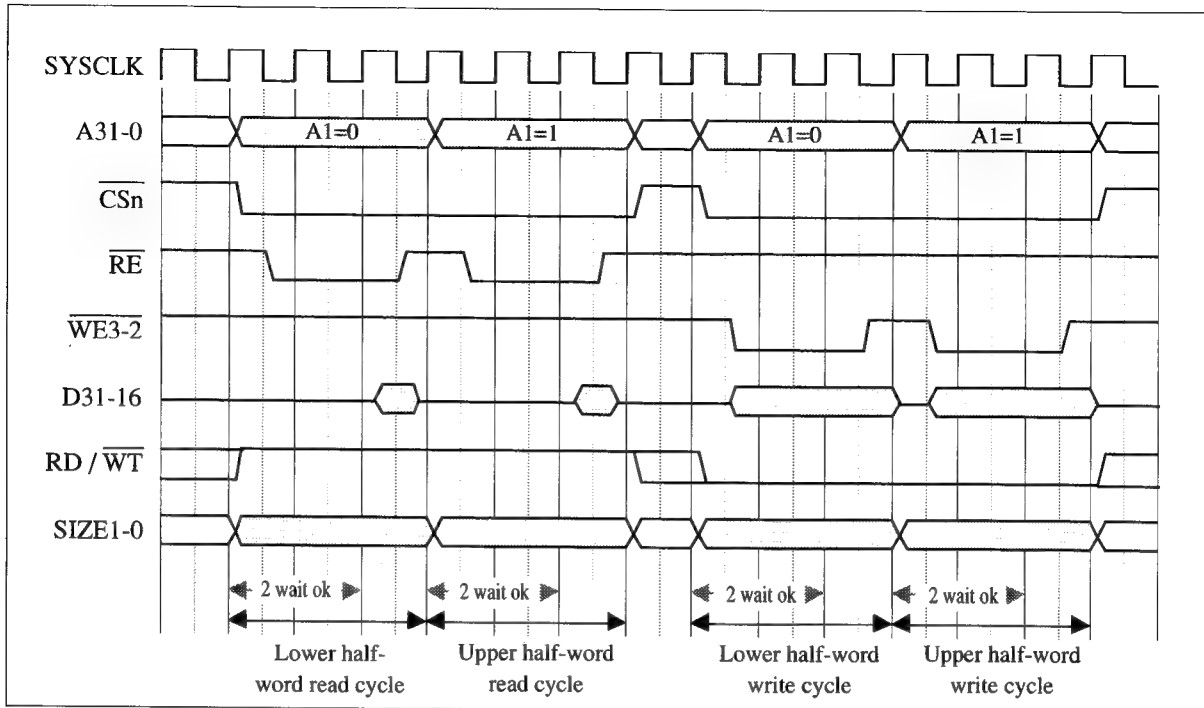 SYSCLK
A31-0
A1=0
A1=1
A1=0
A1=1
CSn
RE
WE3-2
D31-16
RD / WT
SIZE1-0
2 wait ok
2 wait ok
2 wait ok
2 wait ok
Lower half-
word read cycle
Upper half-word
read cycle
Lower half-word
write cycle
Upper half-word
write cycle